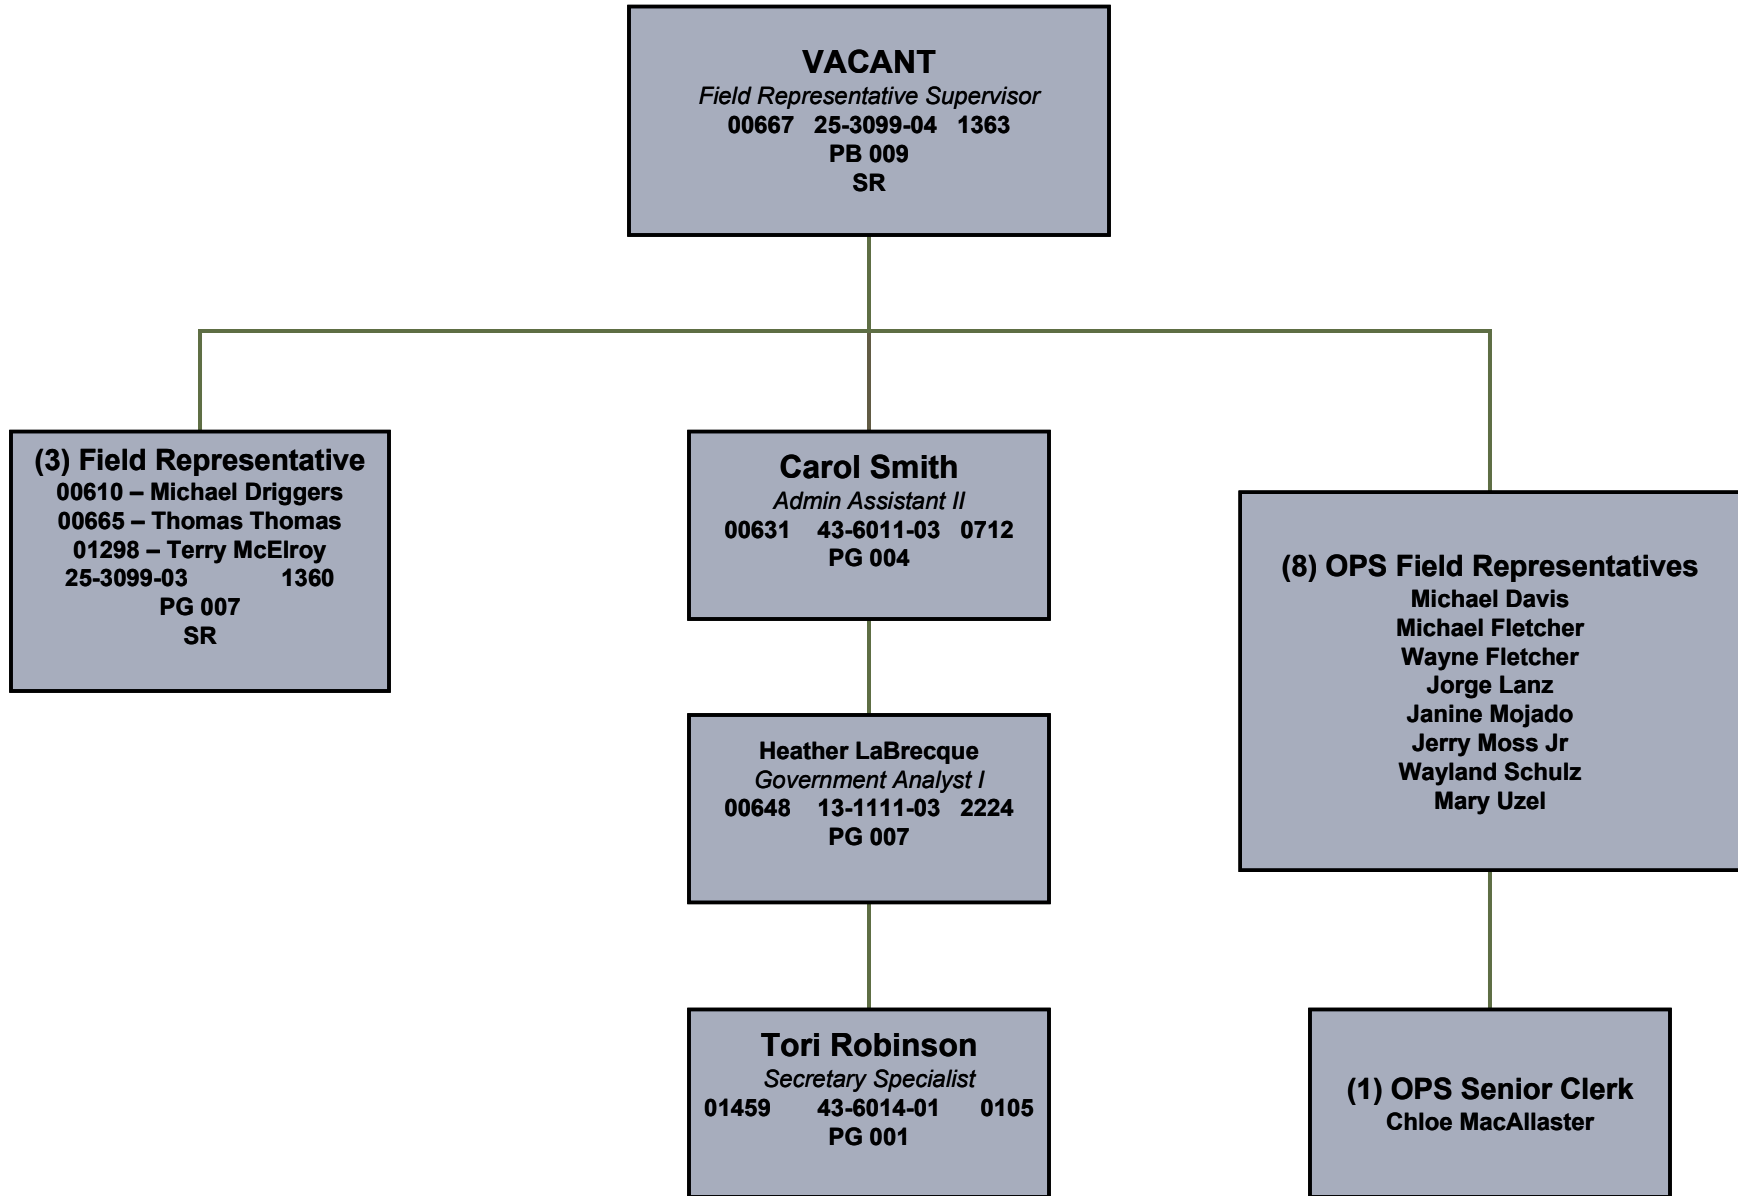 VACANT
Field Representative Supervisor
00667 25-3099-04 1363
PB 009
SR
(3) Field Representative
00610 – Michael Driggers
00665 – Thomas Thomas
01298 – Terry McElroy
25-3099-03 1360
PG 007
SR
Carol Smith
Admin Assistant II
00631 43-6011-03 0712
PG 004
(8) OPS Field Representatives
Michael Davis
Michael Fletcher
Wayne Fletcher
Jorge Lanz
Janine Mojado
Jerry Moss Jr
Wayland Schulz
Mary Uzel
Heather LaBrecque
Government Analyst I
00648 13-1111-03 2224
PG 007
Tori Robinson
Secretary Specialist
01459 43-6014-01 0105
PG 001
(1) OPS Senior Clerk
Chloe MacAllaster